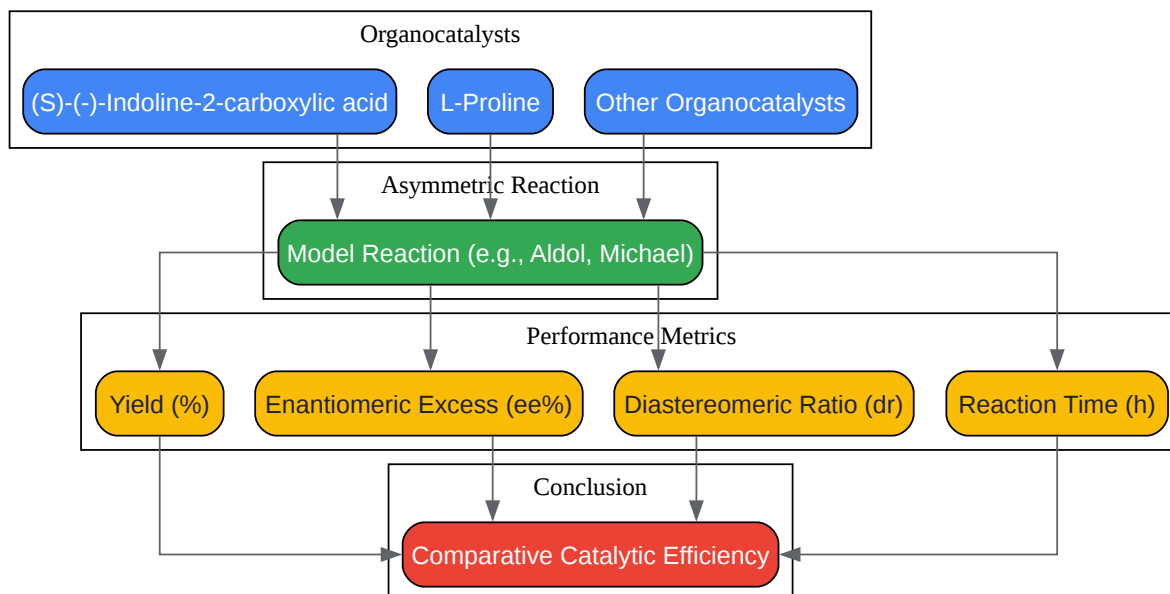 Organocatalysts
(S)-(-)-Indoline-2-carboxylic acid
L-Proline
Other Organocatalysts
Asymmetric Reaction
Model Reaction (e.g., Aldol, Michael)
Performance Metrics
Yield (%)
Enantiomeric Excess (ee%)
Diastereomeric Ratio (dr)
Reaction Time (h)
Conclusion
Comparative Catalytic Efficiency